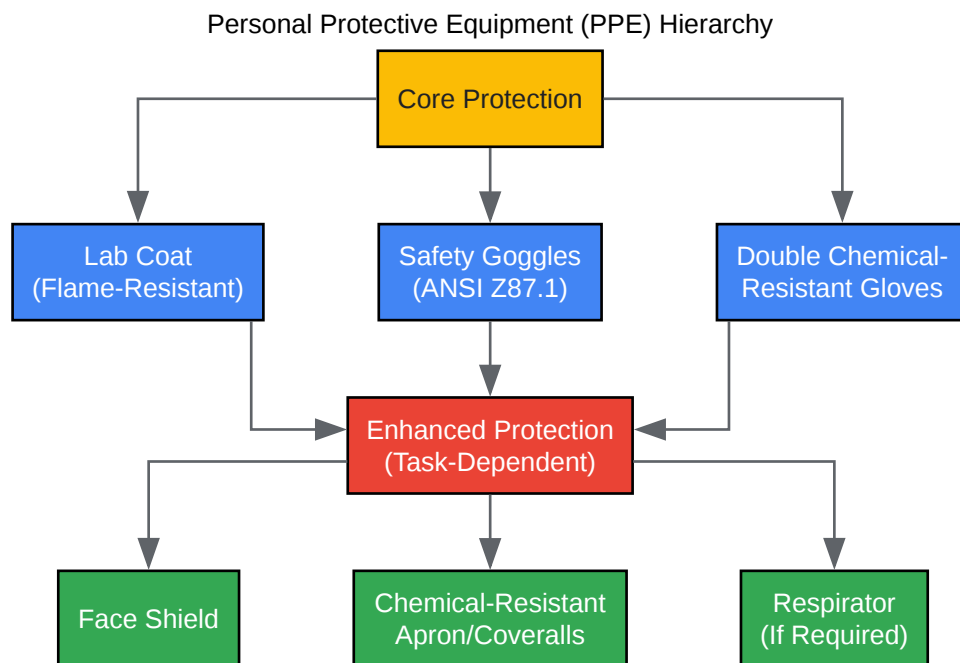 Personal Protective Equipment (PPE) Hierarchy
Core Protection
Lab Coat
(Flame-Resistant)
Safety Goggles
(ANSI Z87.1)
Double Chemical-
Resistant Gloves
Enhanced Protection
(Task-Dependent)
Face Shield
Chemical-Resistant
Apron/Coveralls
Respirator
(If Required)